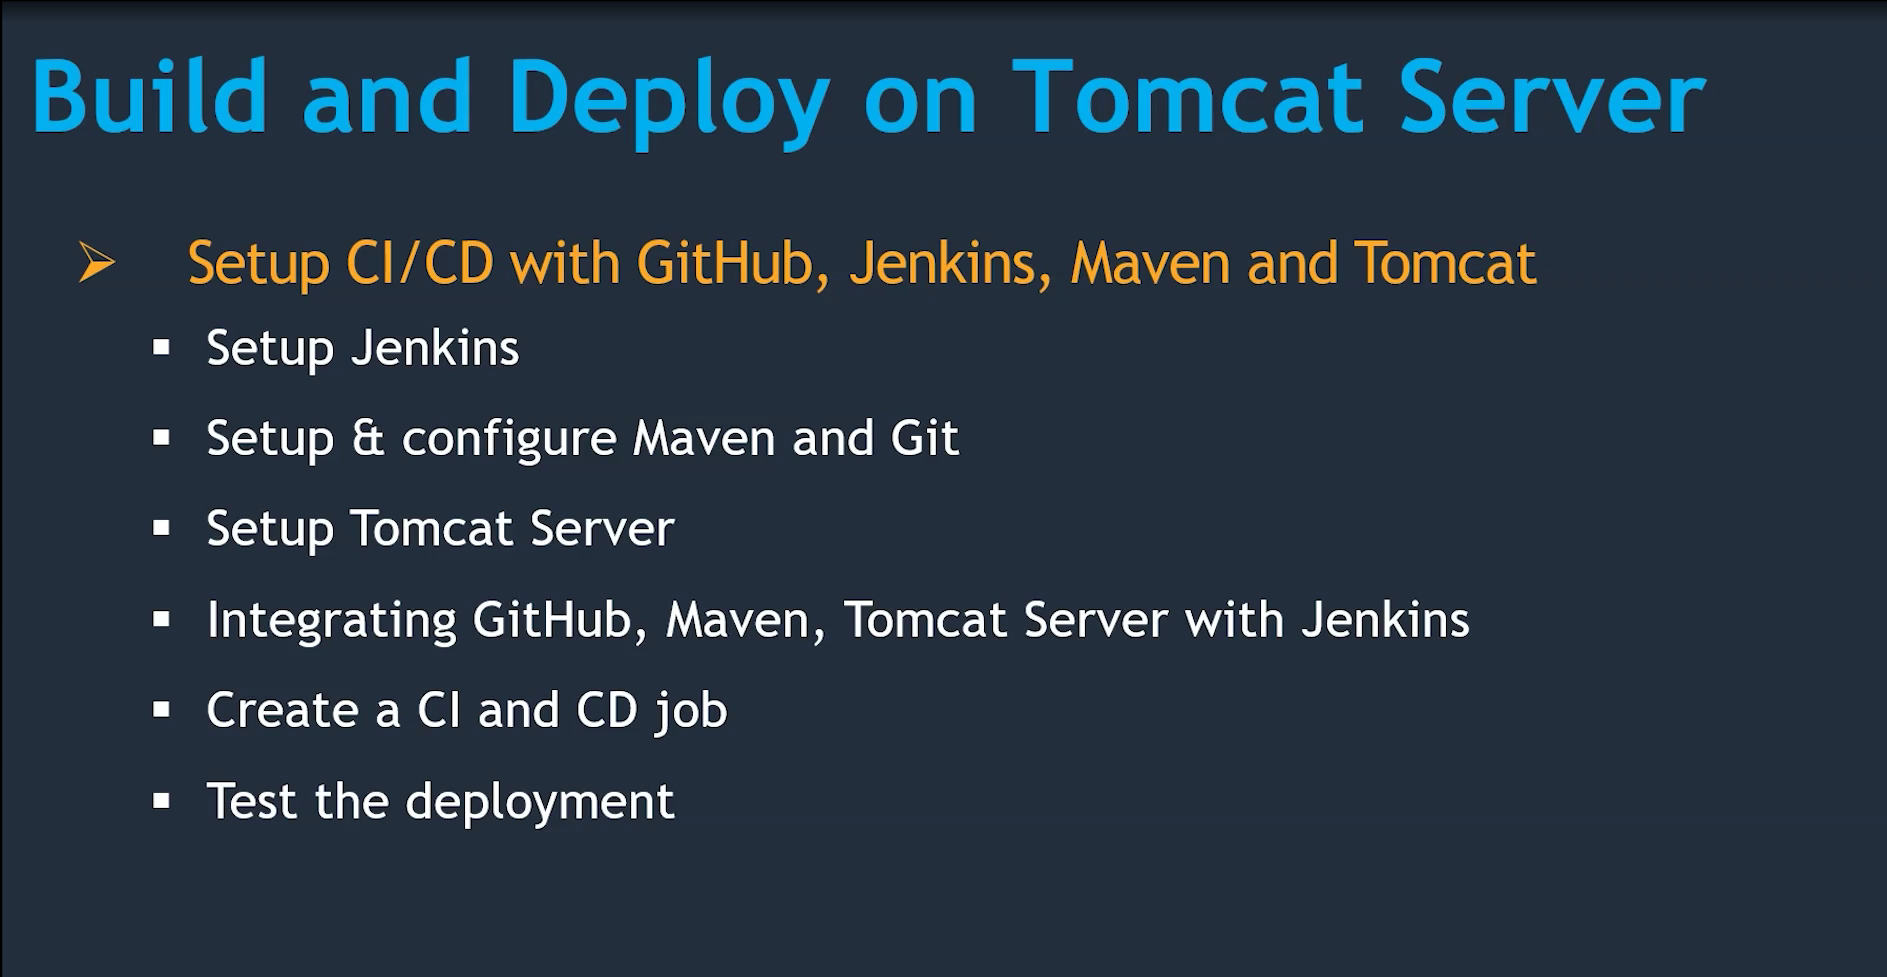 Build and Deploy on Tomcat Server
Setup CI/CD with GitHub, Jenkins, Maven and Tomcat
Setup Jenkins
Setup & configure Maven and Git
Setup Tomcat Server
Integrating GitHub, Maven, Tomcat Server with Jenkins
Create a CI and CD job
Test the deployment